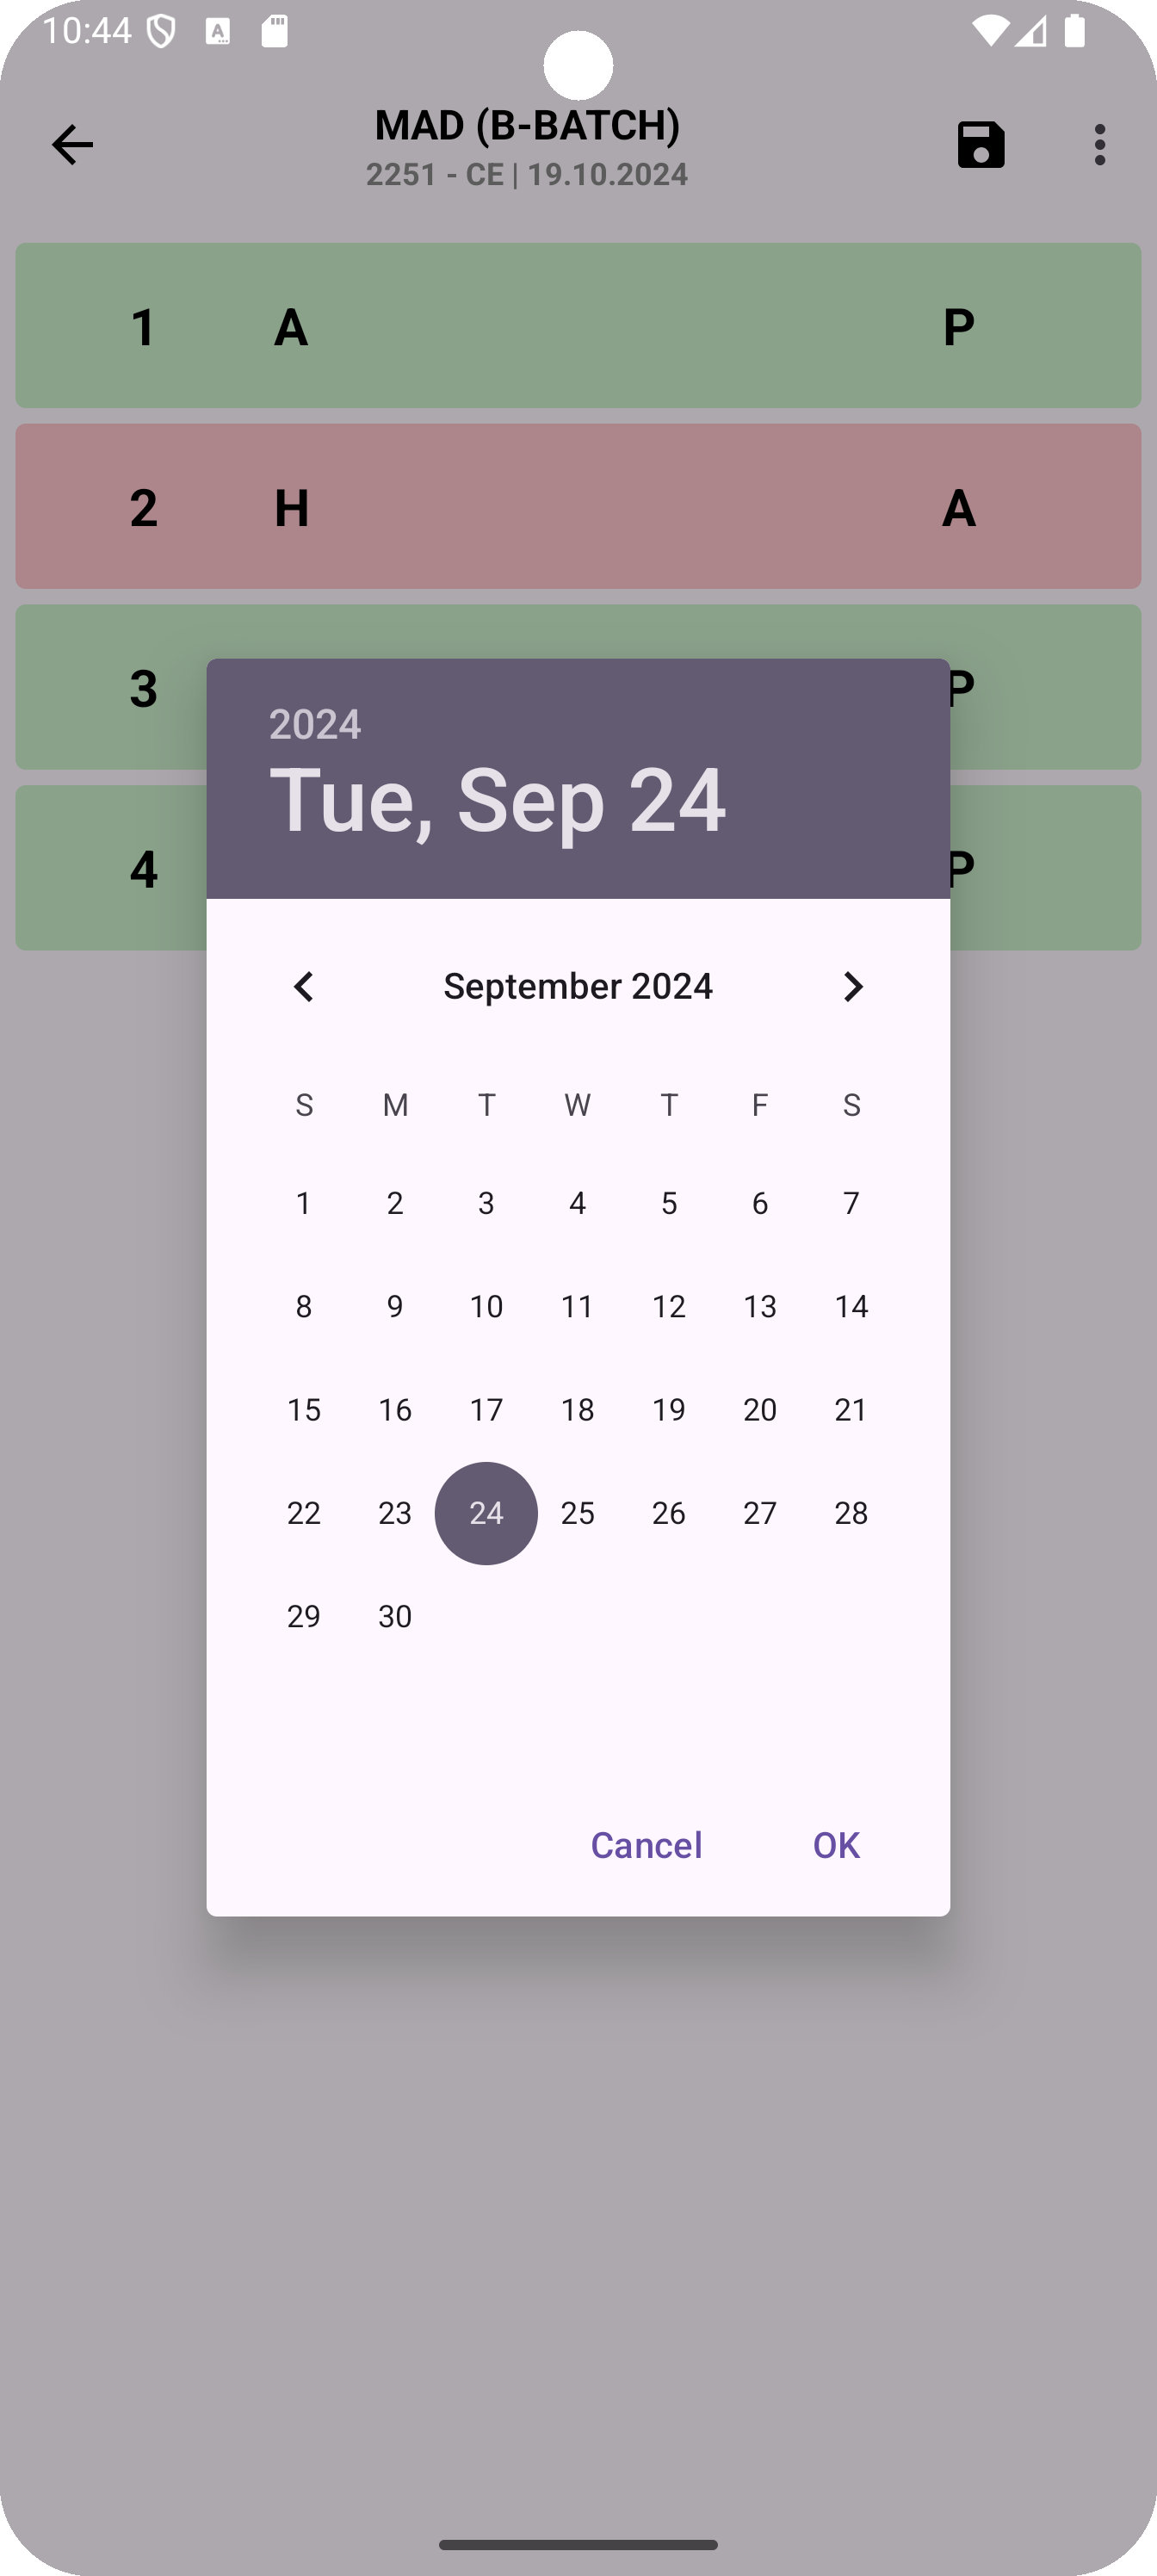 10:44
MAD (B-BATCH)
2251 - CE | 19.10.2024
1 A P
2 H A
3 P
4 P
2024
Tue, Sep 24
September 2024
S M T W T F S
1 2 3 4 5 6 7
8 9 10 11 12 13 14
15 16 17 18 19 20 21
22 23 24 25 26 27 28
29 30
Cancel OK